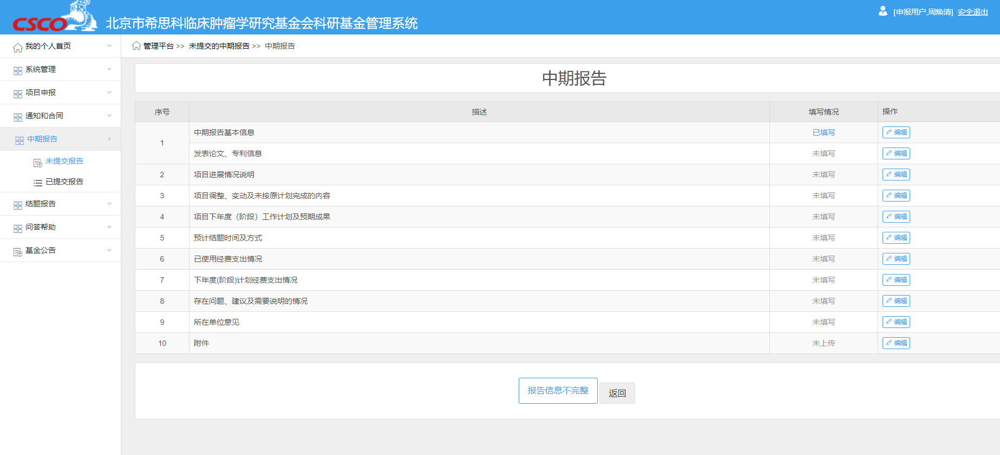 CSCO 北京市希思科临床肿瘤学研究基金会科研基金管理系统
[申报用户,周焕清] 安全退出
我的个人首页
系统管理
项目申报
通知和合同
中期报告
未提交报告
已提交报告
结题报告
问答帮助
基金公告
管理平台 >> 未提交的中期报告 >> 中期报告
中期报告
序号 描述 填写情况 操作
1 中期报告基本信息 已填写 编辑
发表论文、专利信息 未填写 编辑
2 项目进展情况说明 未填写 编辑
3 项目调整、变动及未按原计划完成的内容 未填写 编辑
4 项目下年度（阶段）工作计划及预期成果 未填写 编辑
5 预计结题时间及方式 未填写 编辑
6 已使用经费支出情况 未填写 编辑
7 下年度(阶段)计划经费支出情况 未填写 编辑
8 存在问题、建议及需要说明的情况 未填写 编辑
9 所在单位意见 未填写 编辑
10 附件 未上传 编辑
报告信息不完整 返回